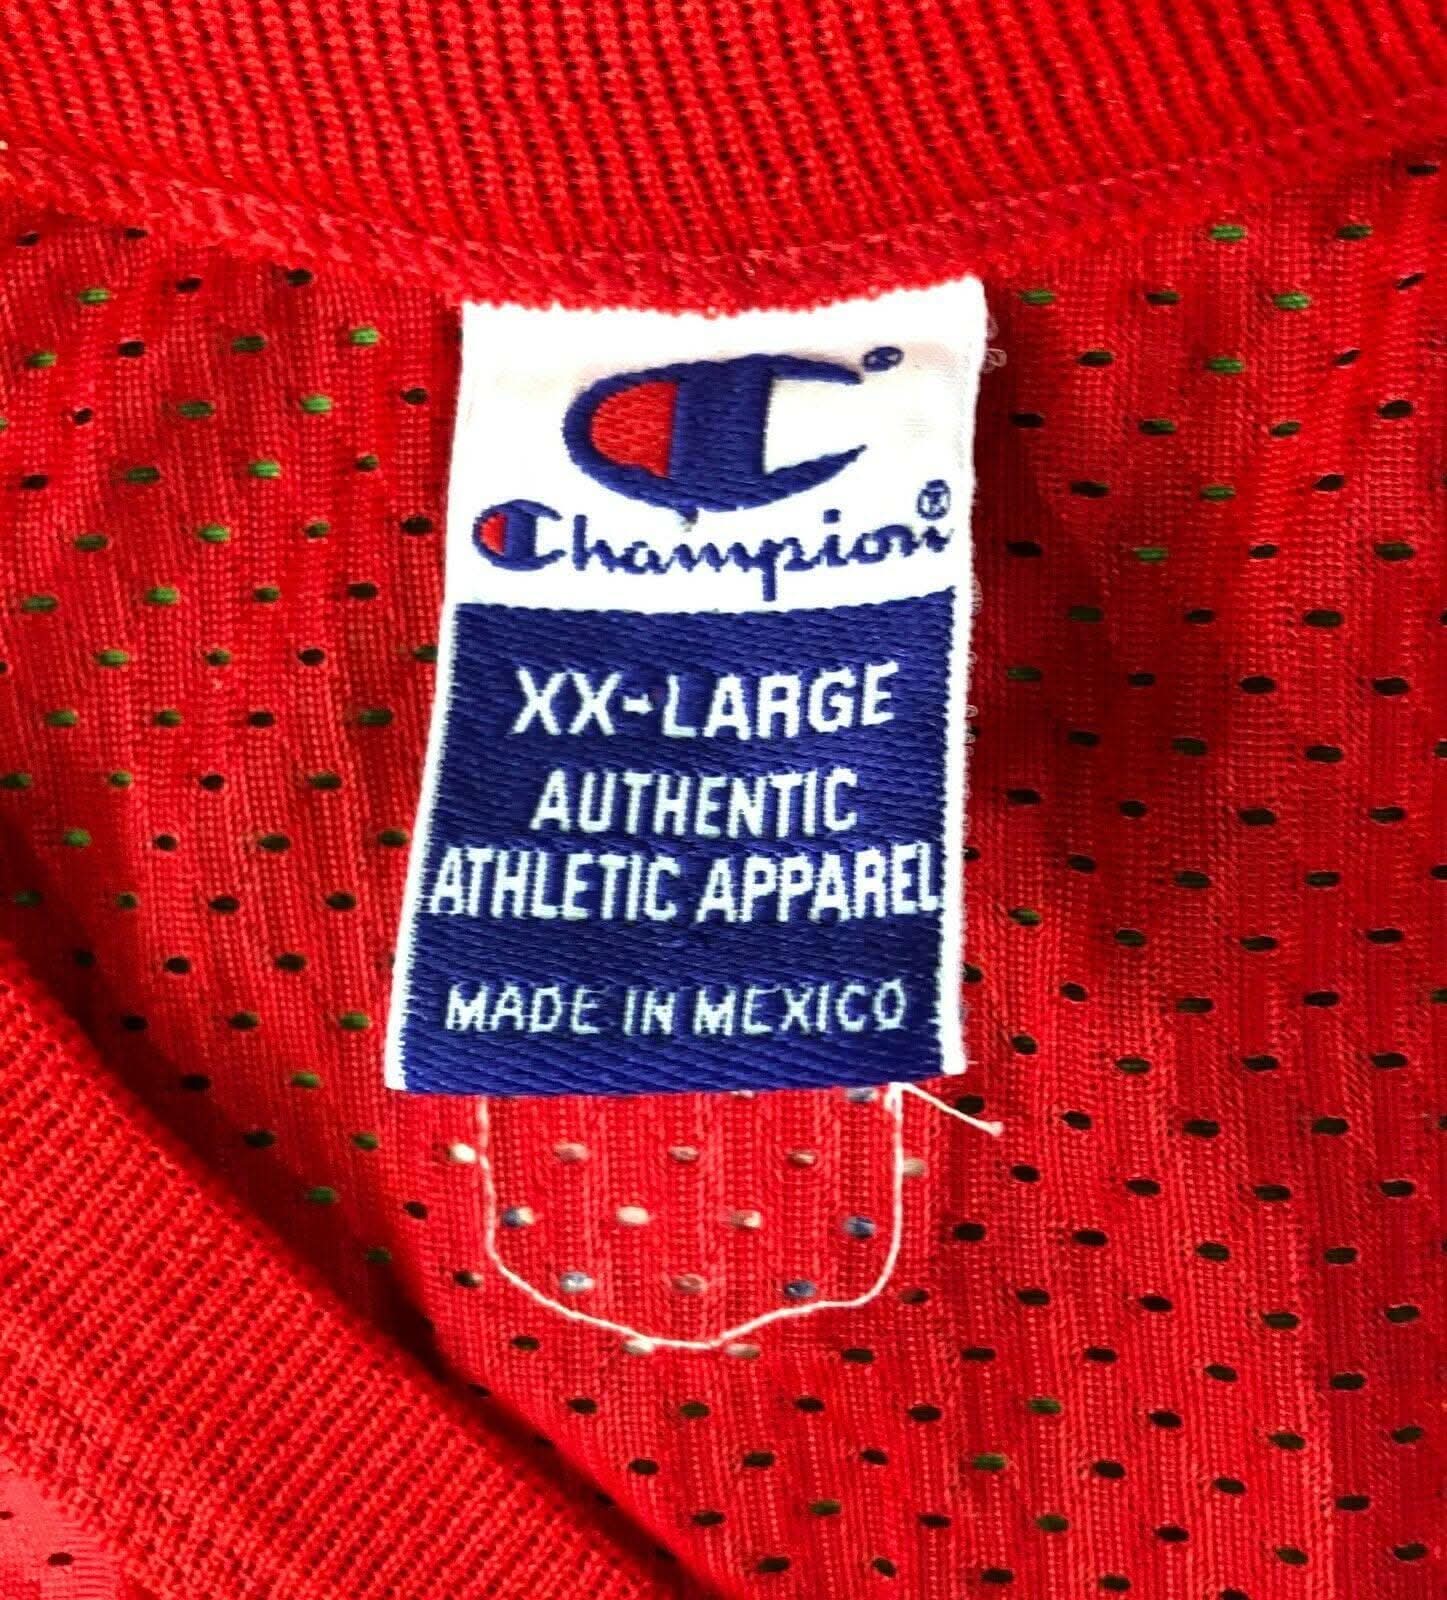 Champion®
XX-LARGE
AUTHENTIC
ATHLETIC APPAREL
MADE IN MEXICO